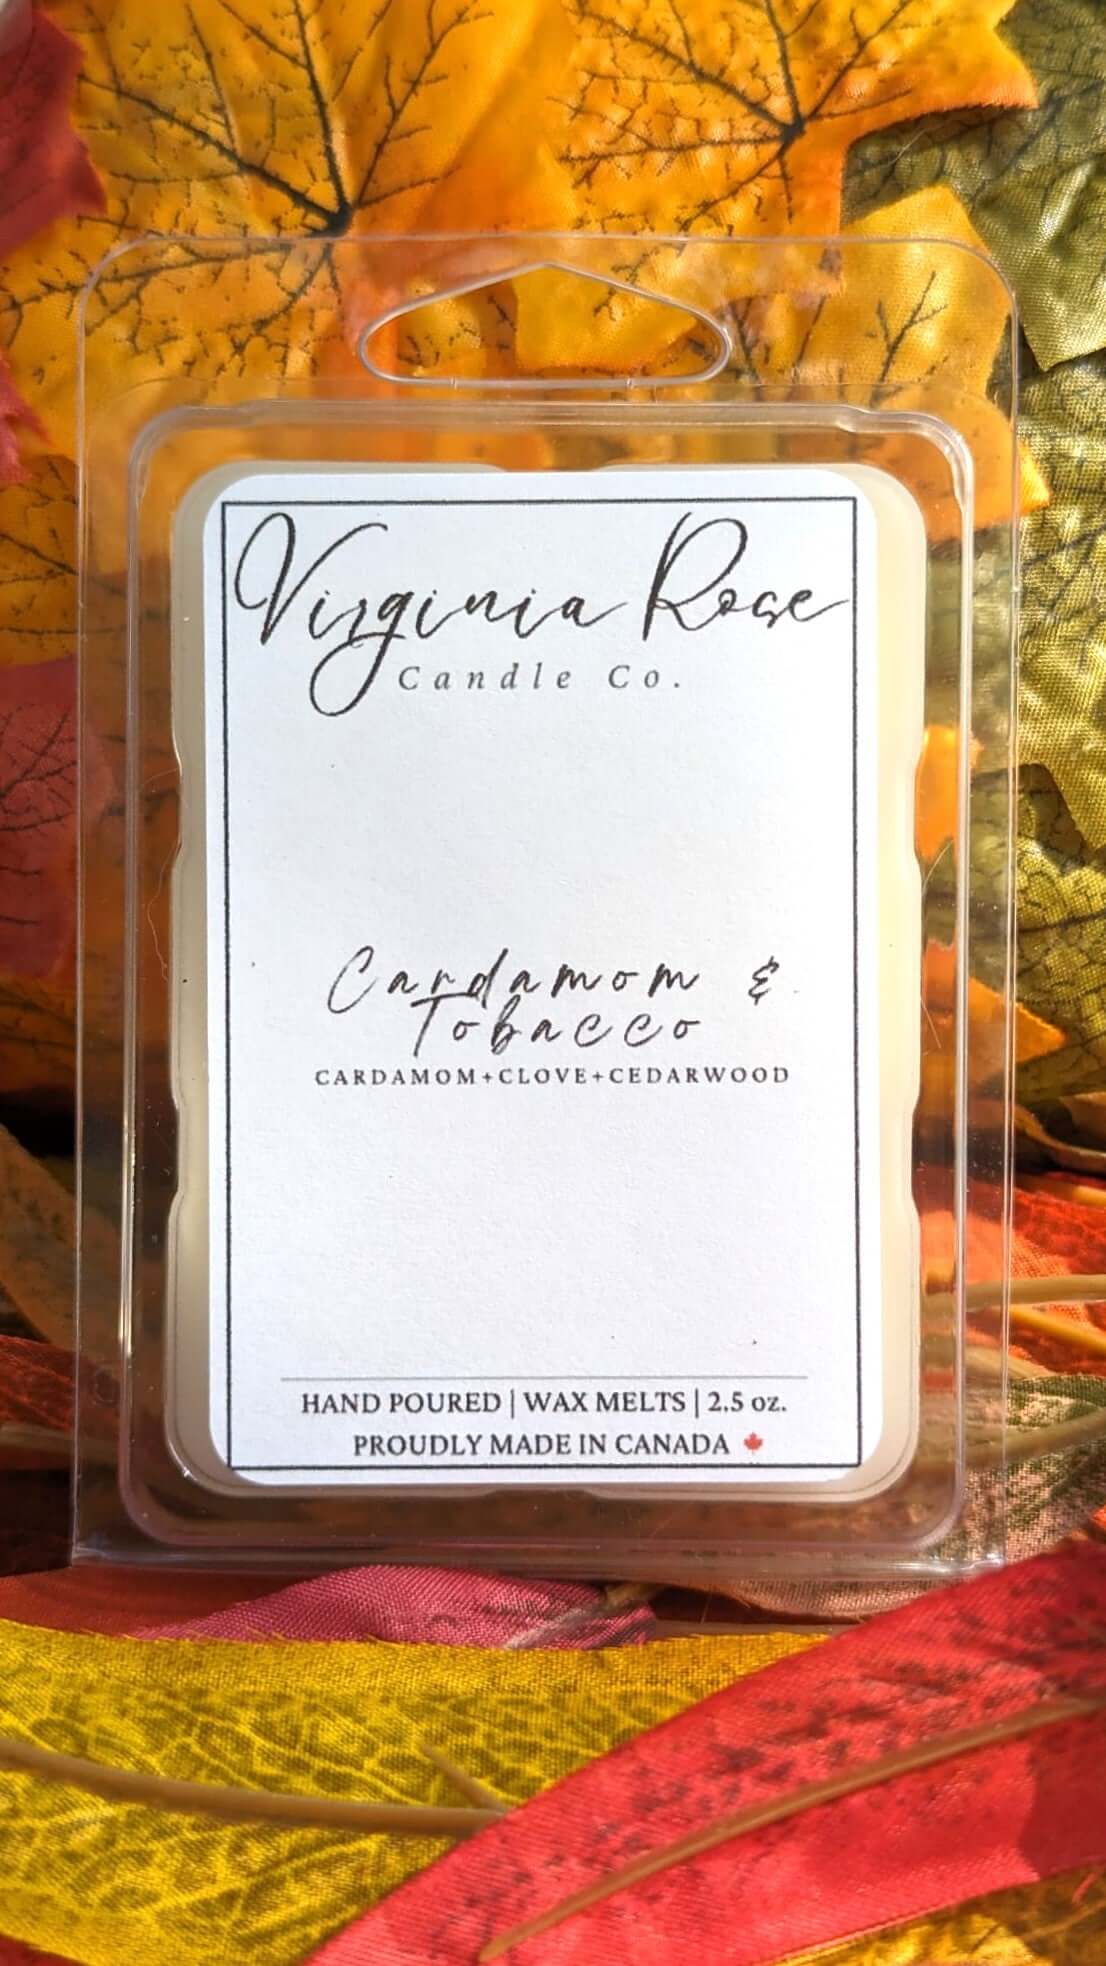 Virginia Rose
Candle Co.
Cardamom &
Tobacco
CARDAMOM+CLOVE+CEDARWOOD
HAND POURED | WAX MELTS | 2.5 oz.
PROUDLY MADE IN CANADA